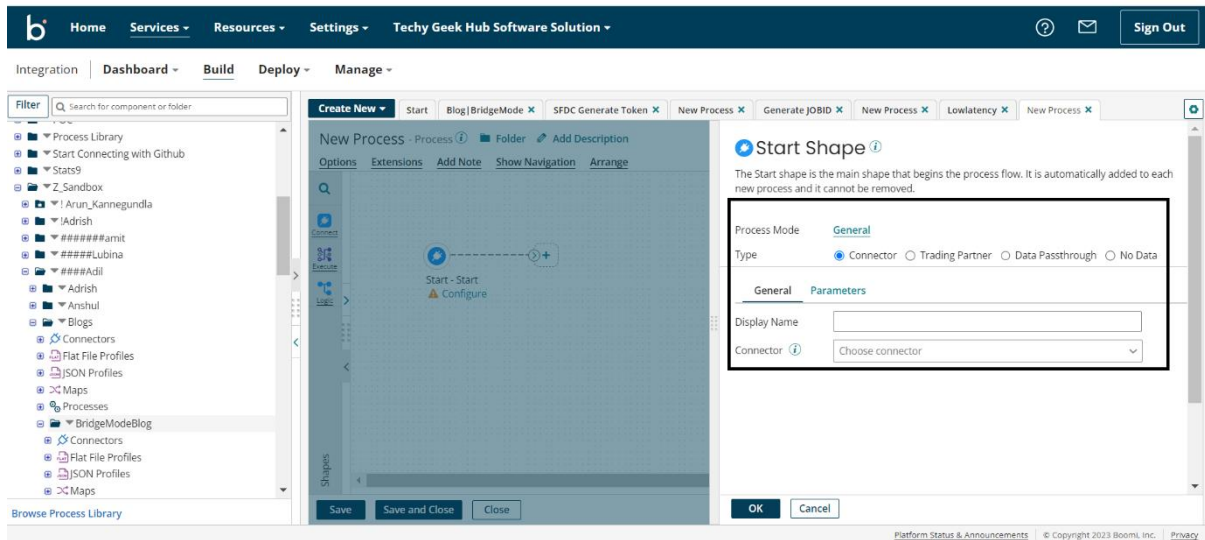 b Home Services Resources Settings Techy Geek Hub Software Solution Sign Out
Integration Dashboard Build Deploy Manage
Filter Search for component or folder
Process Library
Start Connecting with Github
Stats9
Z_Sandbox
! Arun_Kannegundla
!Adrish
#######amit
#####Lubina
####Adil
Adrish
Anshul
Blogs
Connectors
Flat File Profiles
JSON Profiles
Maps
Processes
BridgeModeBlog
Connectors
Flat File Profiles
JSON Profiles
Maps
Browse Process Library
Create New Start Blog|BridgeMode × SFDC Generate Token × New Process × Generate JOBID × New Process × Lowlatency × New Process ×
New Process - Process Folder Add Description
Options Extensions Add Note Show Navigation Arrange
Connect
Execute
Logic
Start - Start
Configure
Shapes
Save Save and Close Close
Start Shape
The Start shape is the main shape that begins the process flow. It is automatically added to each
new process and it cannot be removed.
Process Mode General
Type Connector Trading Partner Data Passthrough No Data
General Parameters
Display Name
Connector Choose connector
OK Cancel
Platform Status & Announcements © Copyright 2023 Boomi, Inc. Privacy